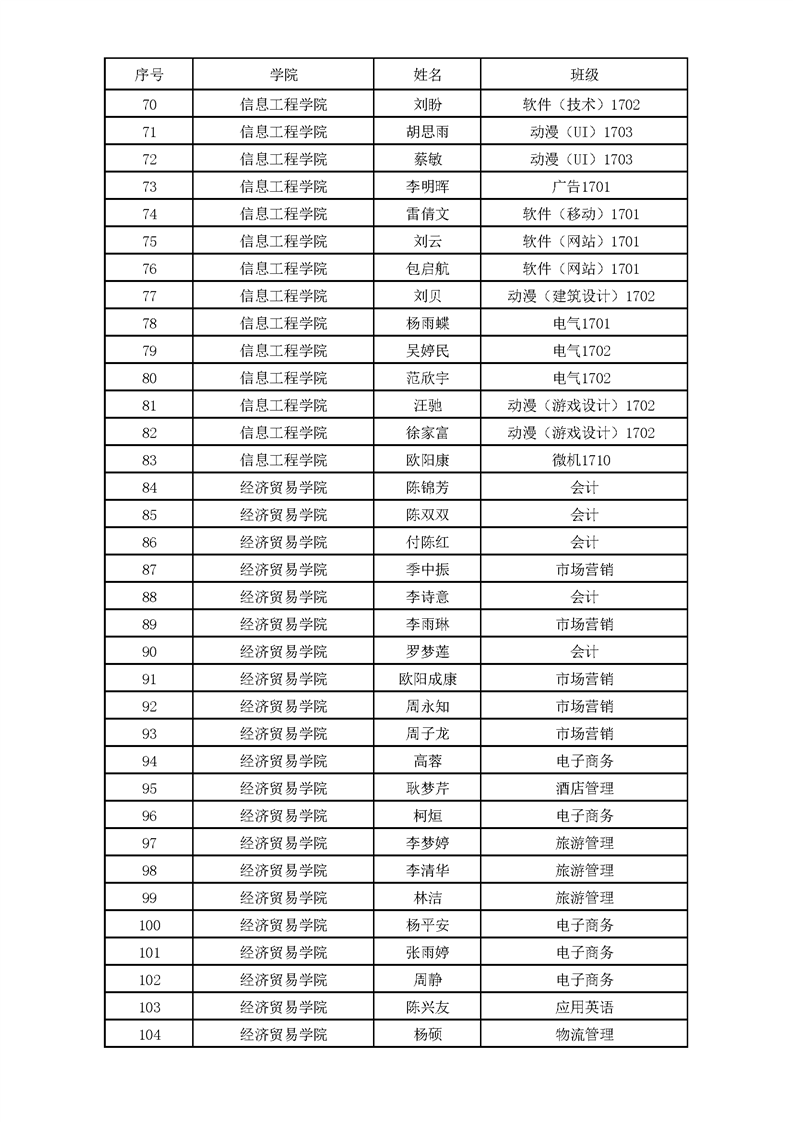 序号 学院 姓名 班级
70 信息工程学院 刘盼 软件（技术）1702
71 信息工程学院 胡思雨 动漫（UI）1703
72 信息工程学院 蔡敏 动漫（UI）1703
73 信息工程学院 李明晖 广告1701
74 信息工程学院 雷倩文 软件（移动）1701
75 信息工程学院 刘云 软件（网站）1701
76 信息工程学院 包启航 软件（网站）1701
77 信息工程学院 刘贝 动漫（建筑设计）1702
78 信息工程学院 杨雨蝶 电气1701
79 信息工程学院 吴婷民 电气1702
80 信息工程学院 范欣宇 电气1702
81 信息工程学院 汪驰 动漫（游戏设计）1702
82 信息工程学院 徐家富 动漫（游戏设计）1702
83 信息工程学院 欧阳康 微机1710
84 经济贸易学院 陈锦芳 会计
85 经济贸易学院 陈双双 会计
86 经济贸易学院 付陈红 会计
87 经济贸易学院 季中振 市场营销
88 经济贸易学院 李诗意 会计
89 经济贸易学院 李雨琳 市场营销
90 经济贸易学院 罗梦莲 会计
91 经济贸易学院 欧阳成康 市场营销
92 经济贸易学院 周永知 市场营销
93 经济贸易学院 周子龙 市场营销
94 经济贸易学院 高蓉 电子商务
95 经济贸易学院 耿梦芹 酒店管理
96 经济贸易学院 柯烜 电子商务
97 经济贸易学院 李梦婷 旅游管理
98 经济贸易学院 李清华 旅游管理
99 经济贸易学院 林洁 旅游管理
100 经济贸易学院 杨平安 电子商务
101 经济贸易学院 张雨婷 电子商务
102 经济贸易学院 周静 电子商务
103 经济贸易学院 陈兴友 应用英语
104 经济贸易学院 杨硕 物流管理